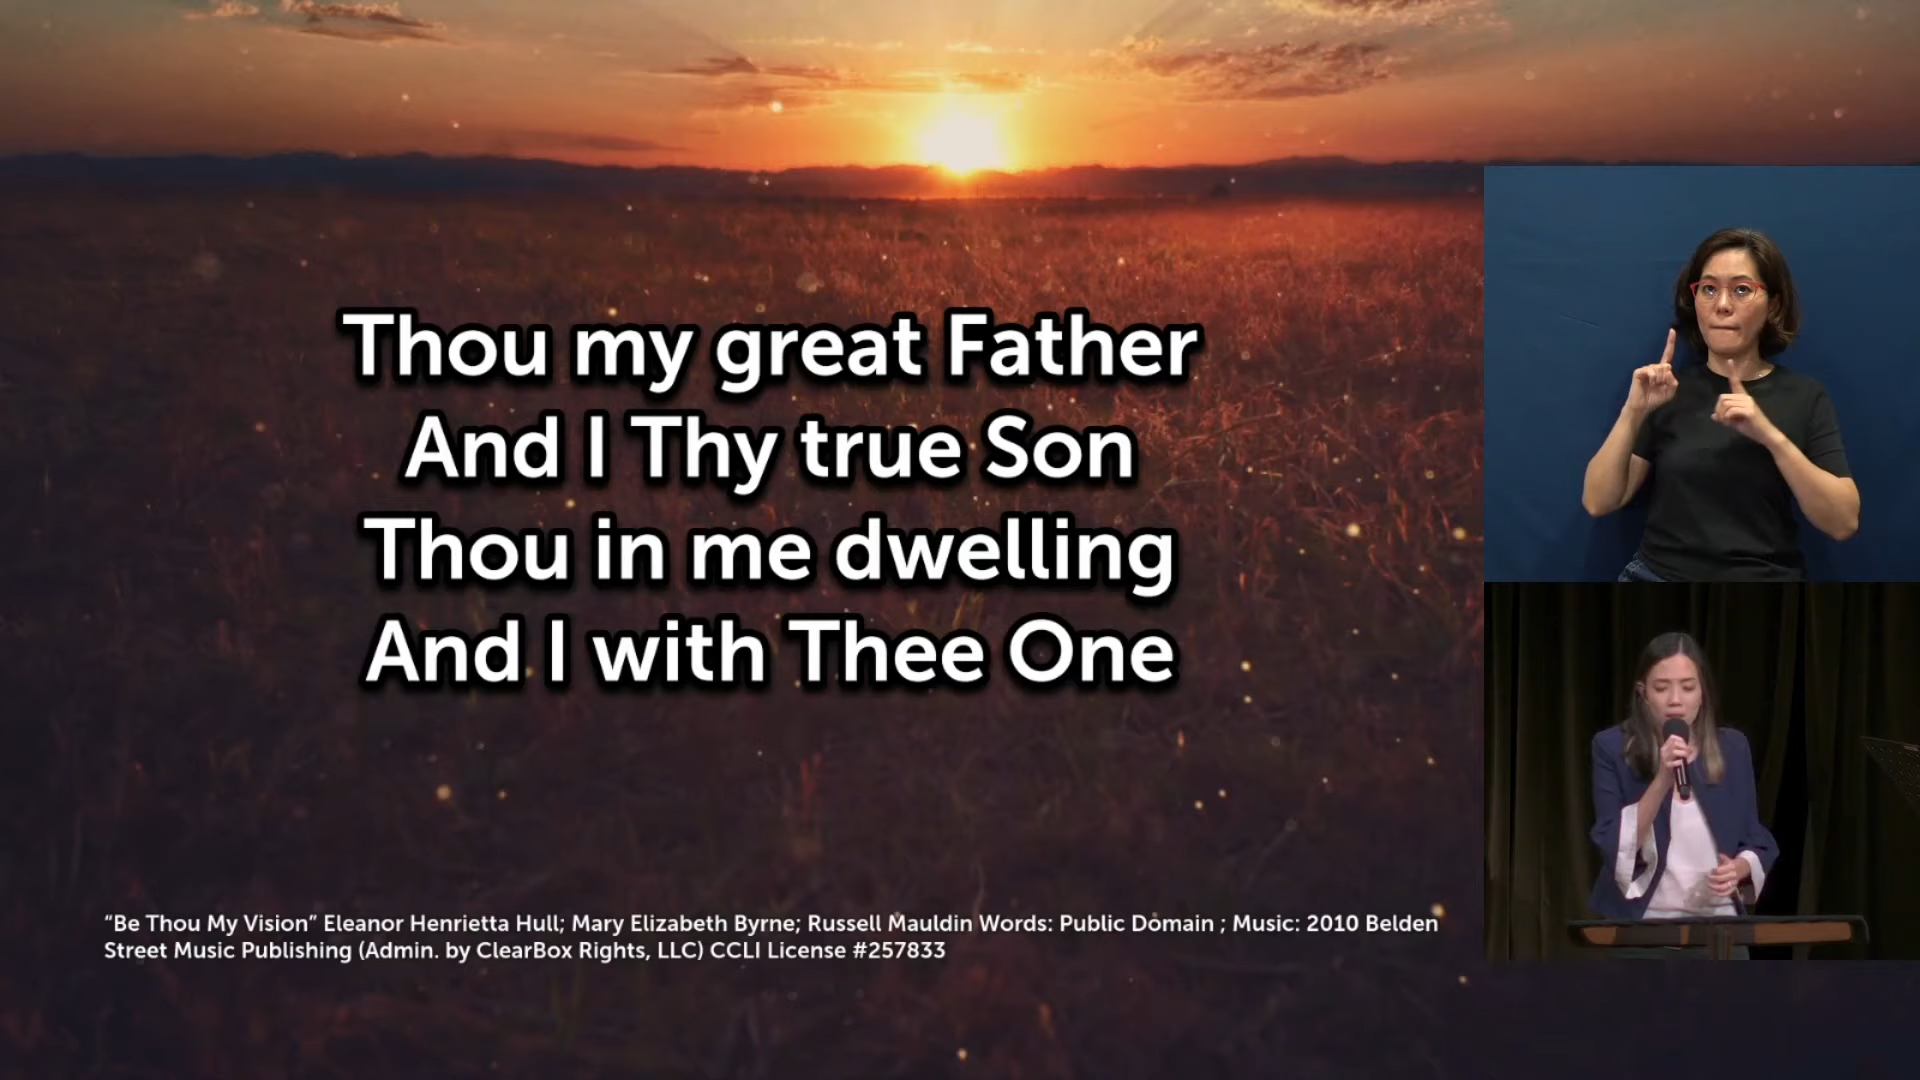 Thou my great Father
And I Thy true Son
Thou in me dwelling
And I with Thee One
“Be Thou My Vision” Eleanor Henrietta Hull; Mary Elizabeth Byrne; Russell Mauldin Words: Public Domain ; Music: 2010 Belden
Street Music Publishing (Admin. by ClearBox Rights, LLC) CCLI License #257833